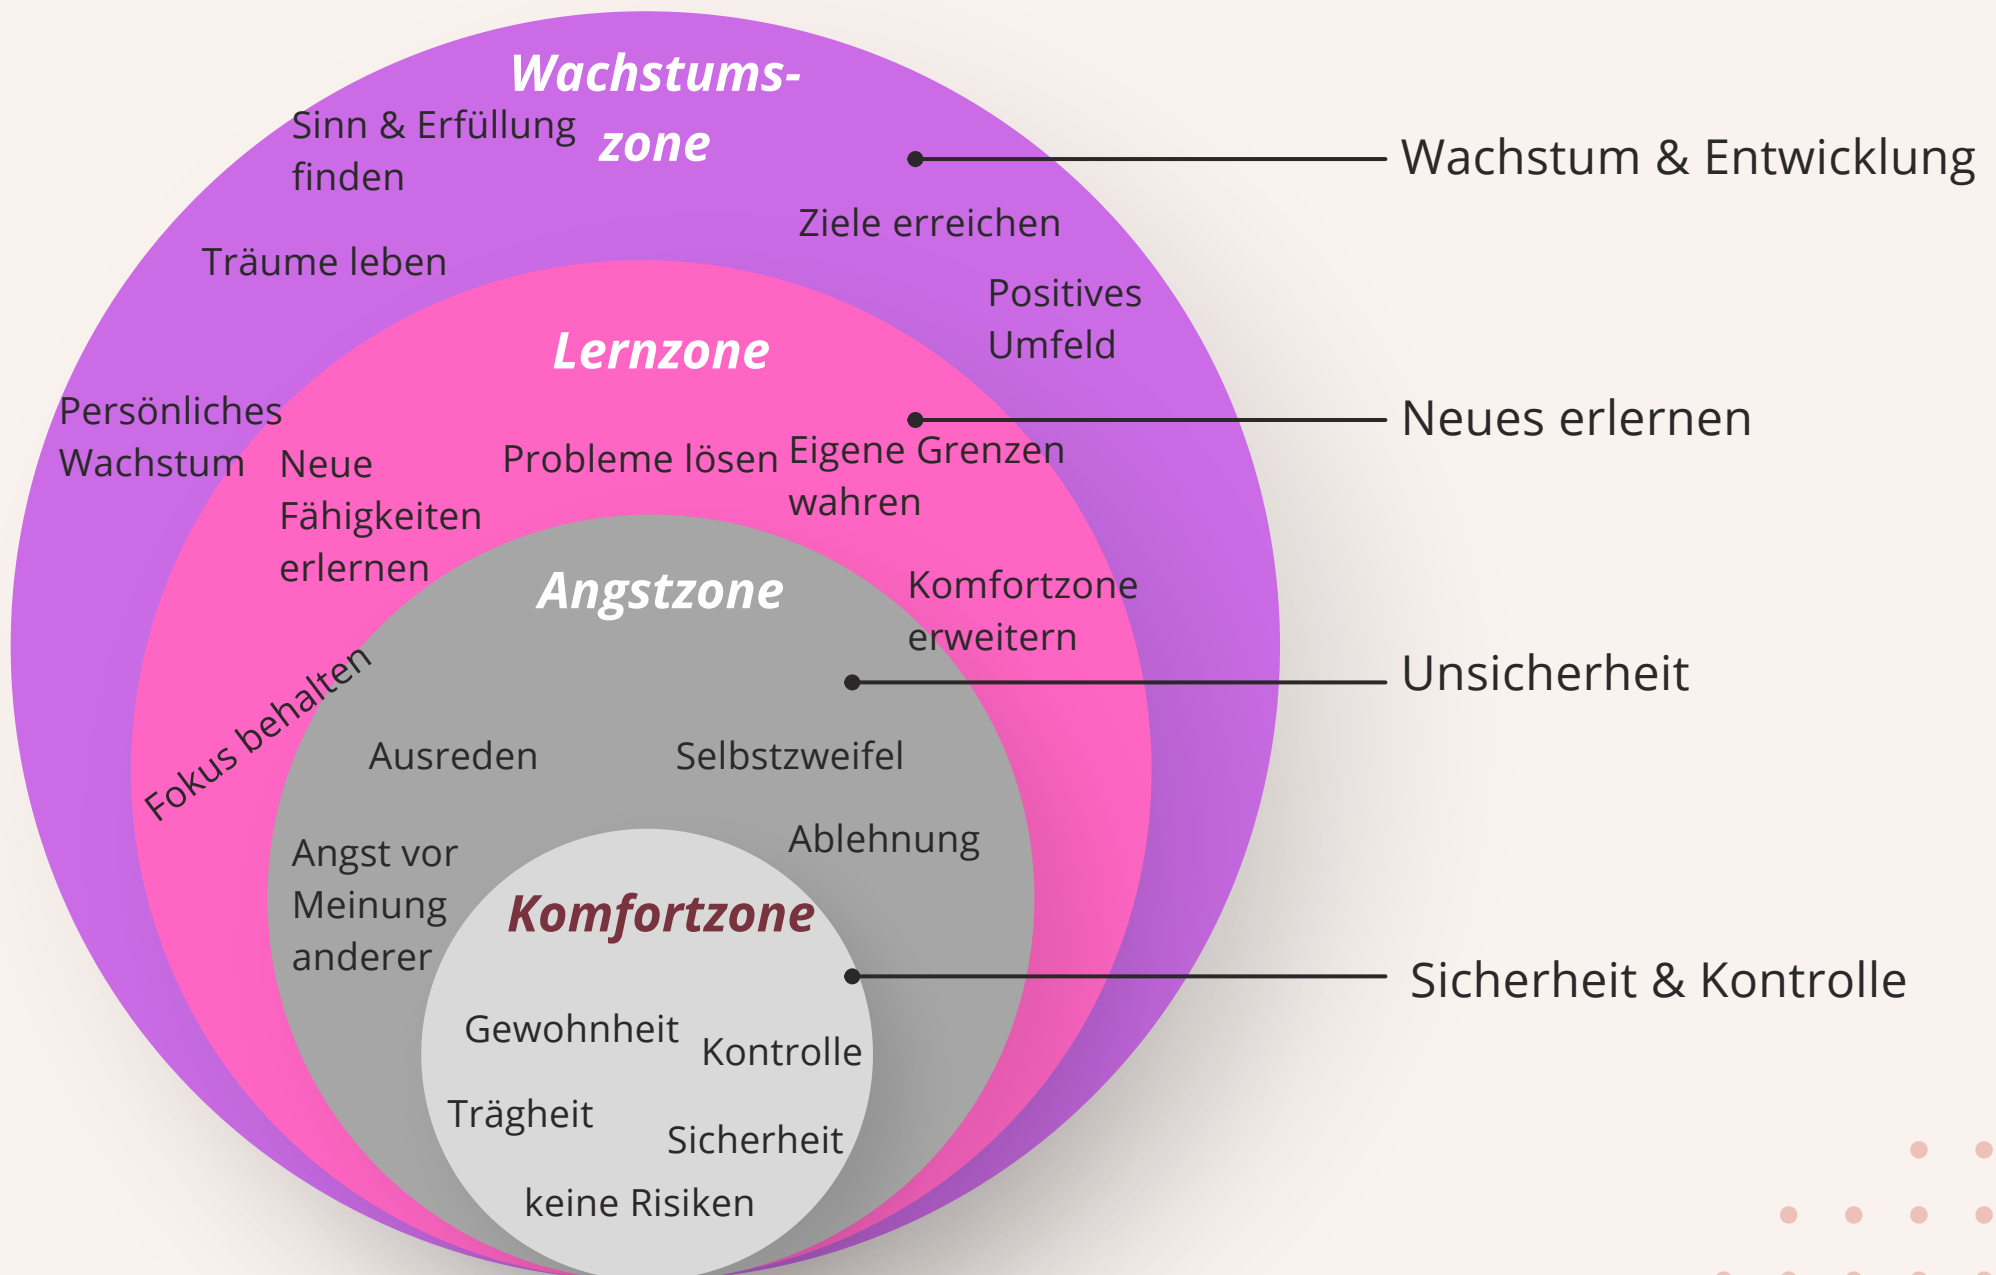 Wachstums-
zone
Sinn & Erfüllung
finden
Wachstum & Entwicklung
Ziele erreichen
Träume leben
Positives
Umfeld
Lernzone
Persönliches
Wachstum
Neues erlernen
Neue
Fähigkeiten
erlernen
Probleme lösen
Eigene Grenzen
wahren
Angstzone
Komfortzone
erweitern
Fokus behalten
Unsicherheit
Ausreden
Selbstzweifel
Ablehnung
Angst vor
Meinung
anderer
Komfortzone
Sicherheit & Kontrolle
Gewohnheit
Kontrolle
Trägheit
Sicherheit
keine Risiken